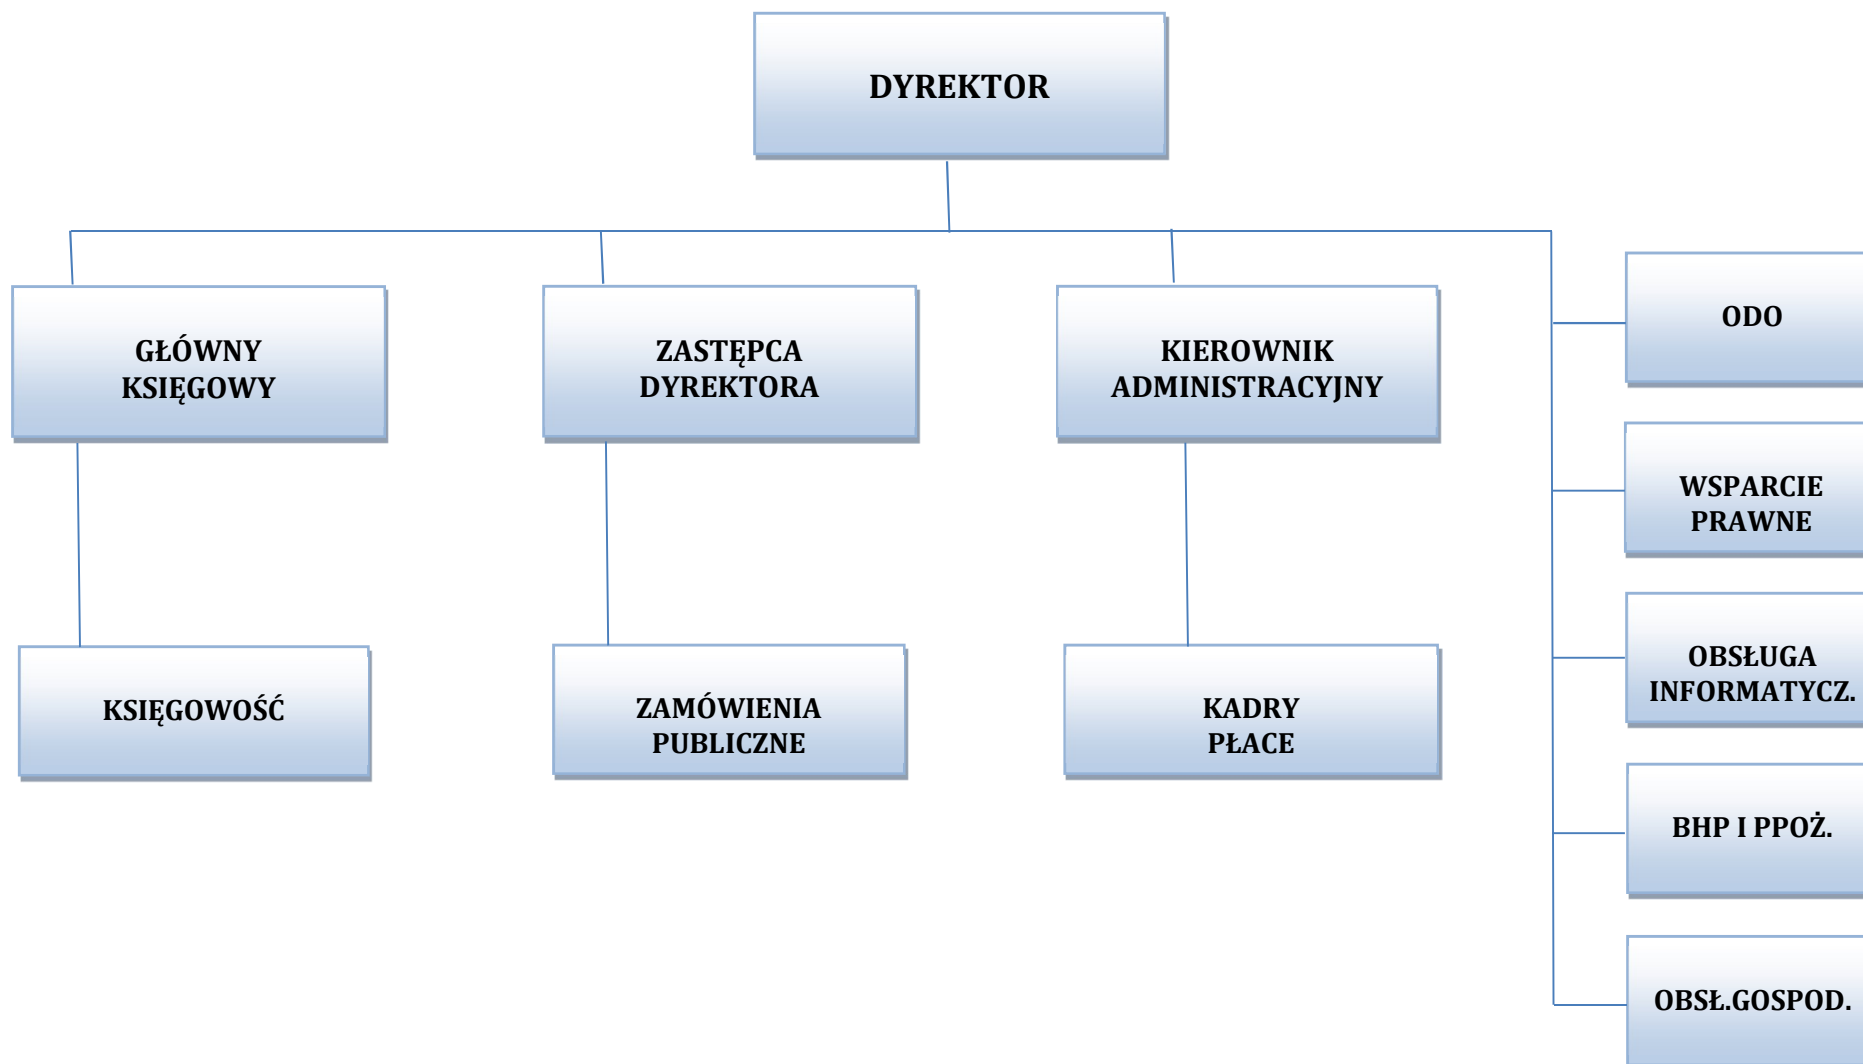 DYREKTOR
GŁÓWNY
KSIĘGOWY
ZASTĘPCA
DYREKTORA
KIEROWNIK
ADMINISTRACYJNY
KSIĘGOWOŚĆ
ZAMÓWIENIA
PUBLICZNE
KADRY
PŁACE
ODO
WSPARCIE
PRAWNE
OBSŁUGA
INFORMATYCZ.
BHP I PPOŻ.
OBSŁ.GOSPOD.